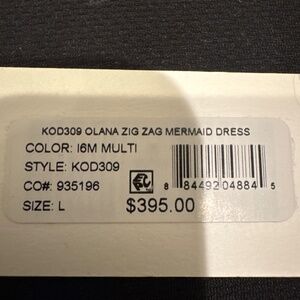 KOD309 OLANA ZIG ZAG MERMAID DRESS
COLOR: I6M MULTI
STYLE: KOD309
CO#: 935196
8 84492 04884 5
SIZE: L
$395.00